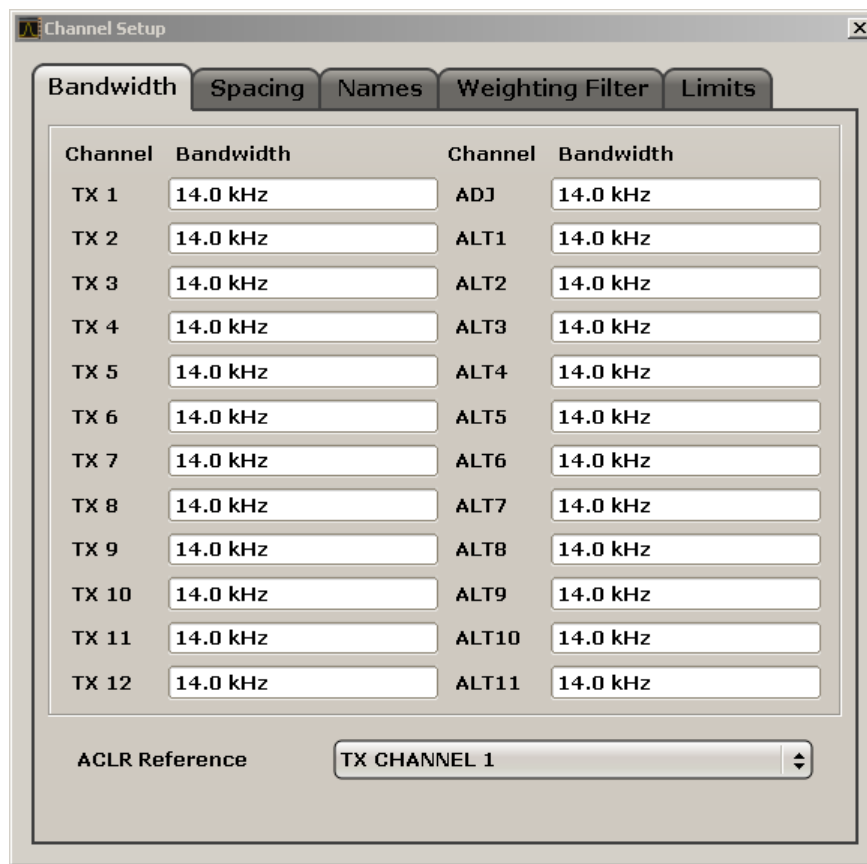 Channel Setup
Bandwidth Spacing Names Weighting Filter Limits
Channel Bandwidth Channel Bandwidth
TX 1 14.0 kHz ADJ 14.0 kHz
TX 2 14.0 kHz ALT1 14.0 kHz
TX 3 14.0 kHz ALT2 14.0 kHz
TX 4 14.0 kHz ALT3 14.0 kHz
TX 5 14.0 kHz ALT4 14.0 kHz
TX 6 14.0 kHz ALT5 14.0 kHz
TX 7 14.0 kHz ALT6 14.0 kHz
TX 8 14.0 kHz ALT7 14.0 kHz
TX 9 14.0 kHz ALT8 14.0 kHz
TX 10 14.0 kHz ALT9 14.0 kHz
TX 11 14.0 kHz ALT10 14.0 kHz
TX 12 14.0 kHz ALT11 14.0 kHz
ACLR Reference TX CHANNEL 1